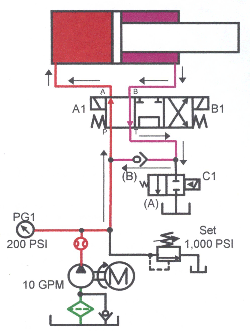 A B
A1 B1
P T
(B) C1
(A)
PG1 Set
200 PSI 1,000 PSI
10 GPM M